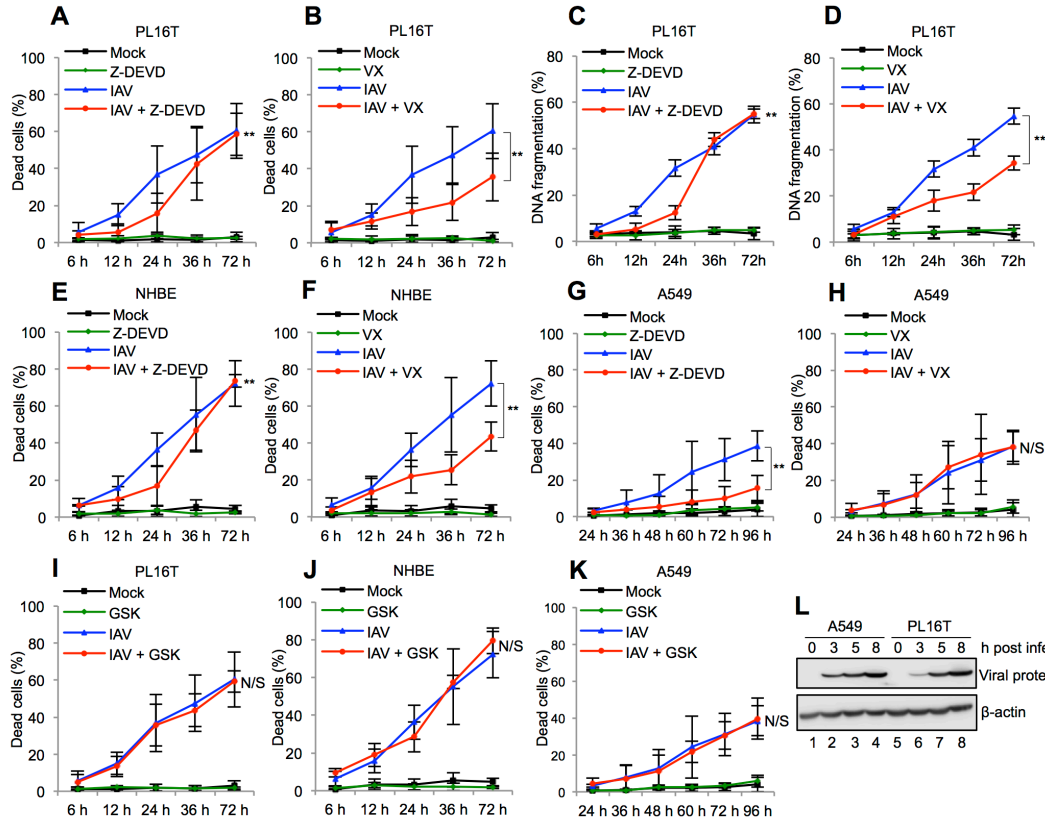 A
PL16T
Mock
Z-DEVD
IAV
IAV + Z-DEVD
Dead cells (%)
100
80
60
40
20
0
6 h 12 h 24 h 36 h 72 h
**
B
PL16T
Mock
VX
IAV
IAV + VX
Dead cells (%)
100
80
60
40
20
0
6 h 12 h 24 h 36 h 72 h
**
C
PL16T
Mock
Z-DEVD
IAV
IAV + Z-DEVD
DNA fragmentation (%)
80
60
40
20
0
6h 12h 24h 36h 72h
**
D
PL16T
Mock
VX
IAV
IAV + VX
DNA fragmentation (%)
80
60
40
20
0
6h 12h 24h 36h 72h
**
E
NHBE
Mock
Z-DEVD
IAV
IAV + Z-DEVD
Dead cells (%)
100
80
60
40
20
0
6 h 12 h 24 h 36 h 72 h
**
F
NHBE
Mock
VX
IAV
IAV + VX
Dead cells (%)
100
80
60
40
20
0
6 h 12 h 24 h 36 h 72 h
**
G
A549
Mock
Z-DEVD
IAV
IAV + Z-DEVD
Dead cells (%)
100
80
60
40
20
0
24 h 36 h 48 h 60 h 72 h 96 h
**
H
A549
Mock
VX
IAV
IAV + VX
Dead cells (%)
100
80
60
40
20
0
24 h 36 h 48 h 60 h 72 h 96 h
N/S
I
PL16T
Mock
GSK
IAV
IAV + GSK
Dead cells (%)
100
80
60
40
20
0
6 h 12 h 24 h 36 h 72 h
N/S
J
NHBE
Mock
GSK
IAV
IAV + GSK
Dead cells (%)
100
80
60
40
20
0
6 h 12 h 24 h 36 h 72 h
N/S
K
A549
Mock
GSK
IAV
IAV + GSK
Dead cells (%)
100
80
60
40
20
0
24 h 36 h 48 h 60 h 72 h 96 h
N/S
L
A549 PL16T
0 3 5 8 0 3 5 8 h post infe
Viral prote
β-actin
1 2 3 4 5 6 7 8